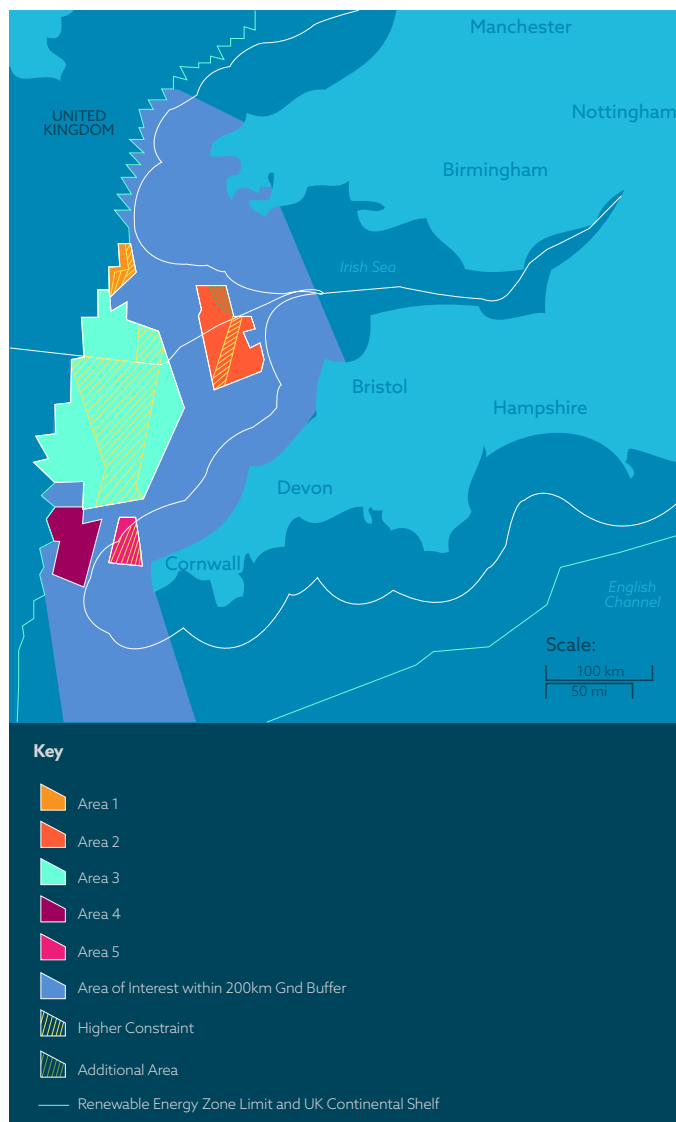 Manchester
Nottingham
UNITED
KINGDOM
Birmingham
Irish Sea
Bristol
Hampshire
Devon
Cornwall
English
Channel
Scale:
100 km
50 mi
Key
Area 1
Area 2
Area 3
Area 4
Area 5
Area of Interest within 200km Gnd Buffer
Higher Constraint
Additional Area
Renewable Energy Zone Limit and UK Continental Shelf